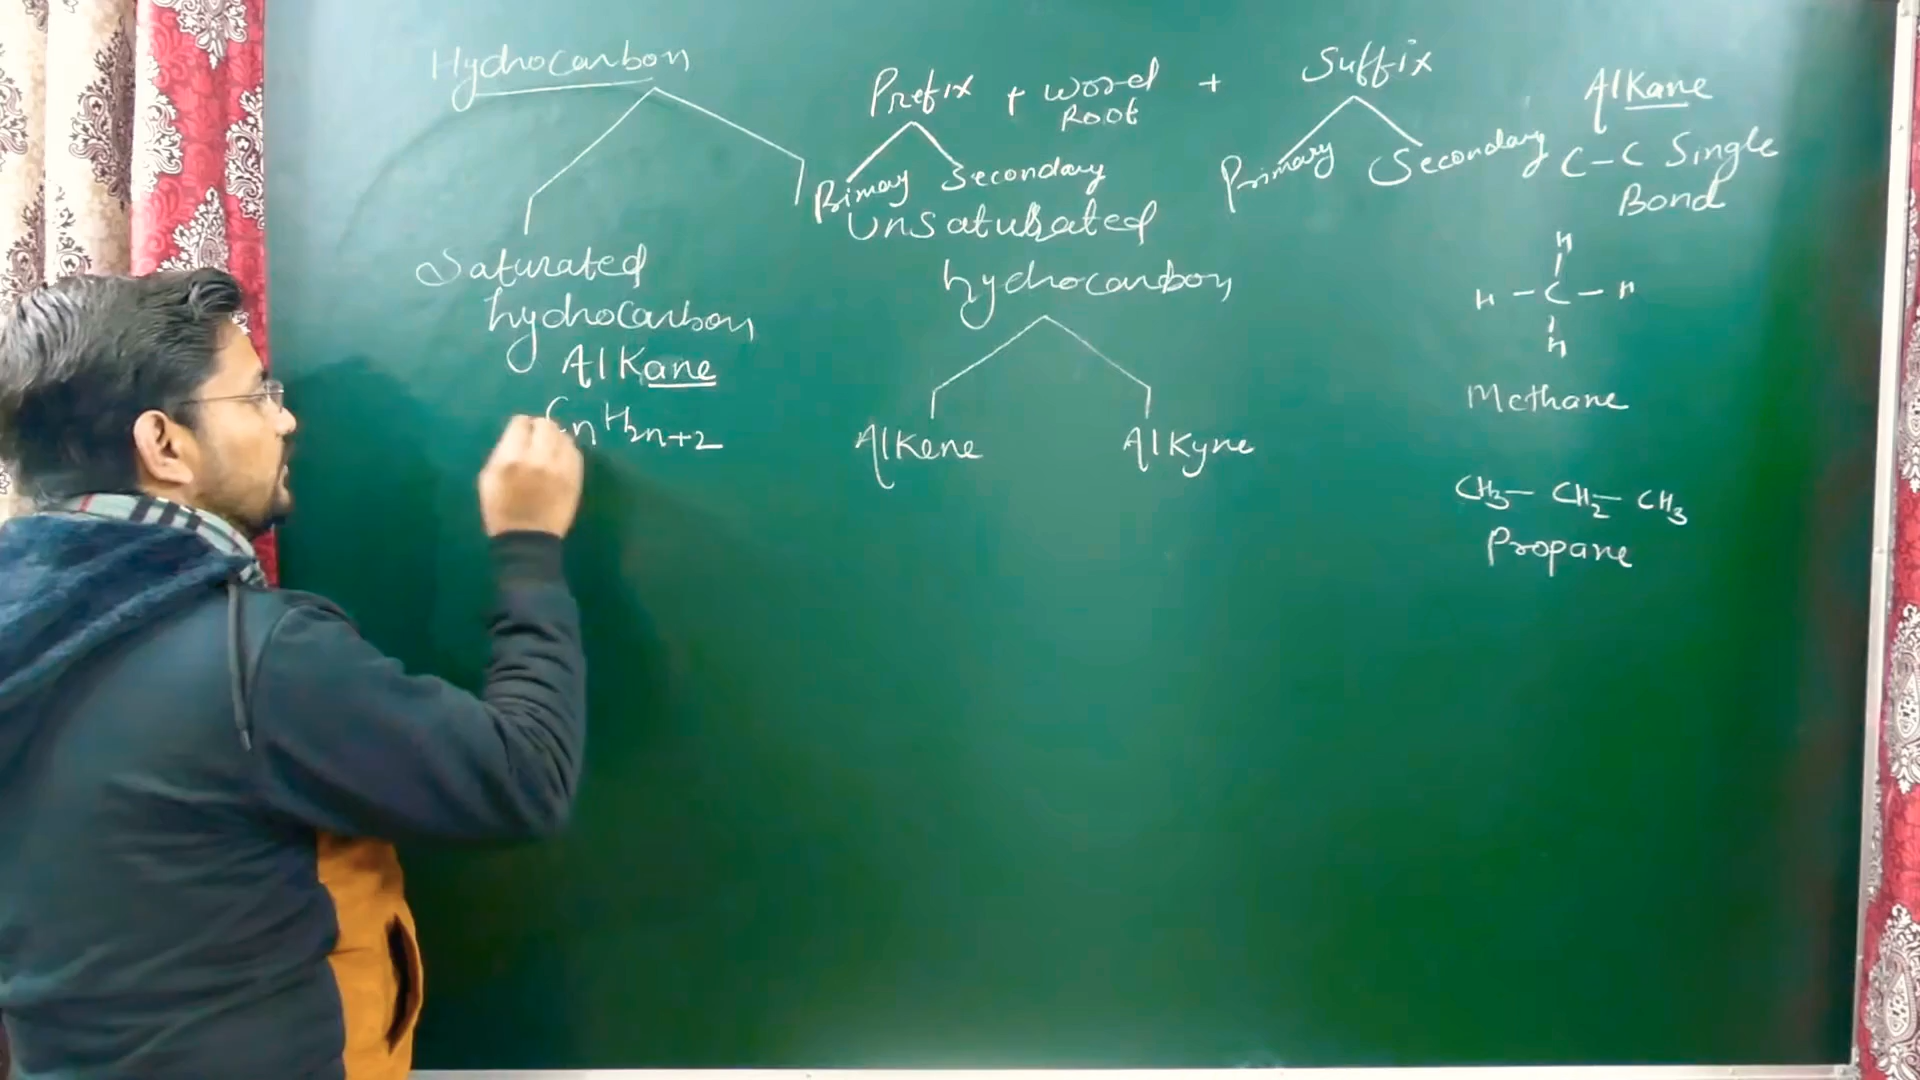 Hydrocarbon
Saturated
hydrocarbon
Alkane
CnH2n+2
Prefix + word Root + Suffix
Primary Secondary
Primary Secondary
Unsaturated
hydrocarbon
Alkene Alkyne
Alkane
C-C Single
Bond
H
H - C - H
H
Methane
CH3- CH2- CH3
Propane